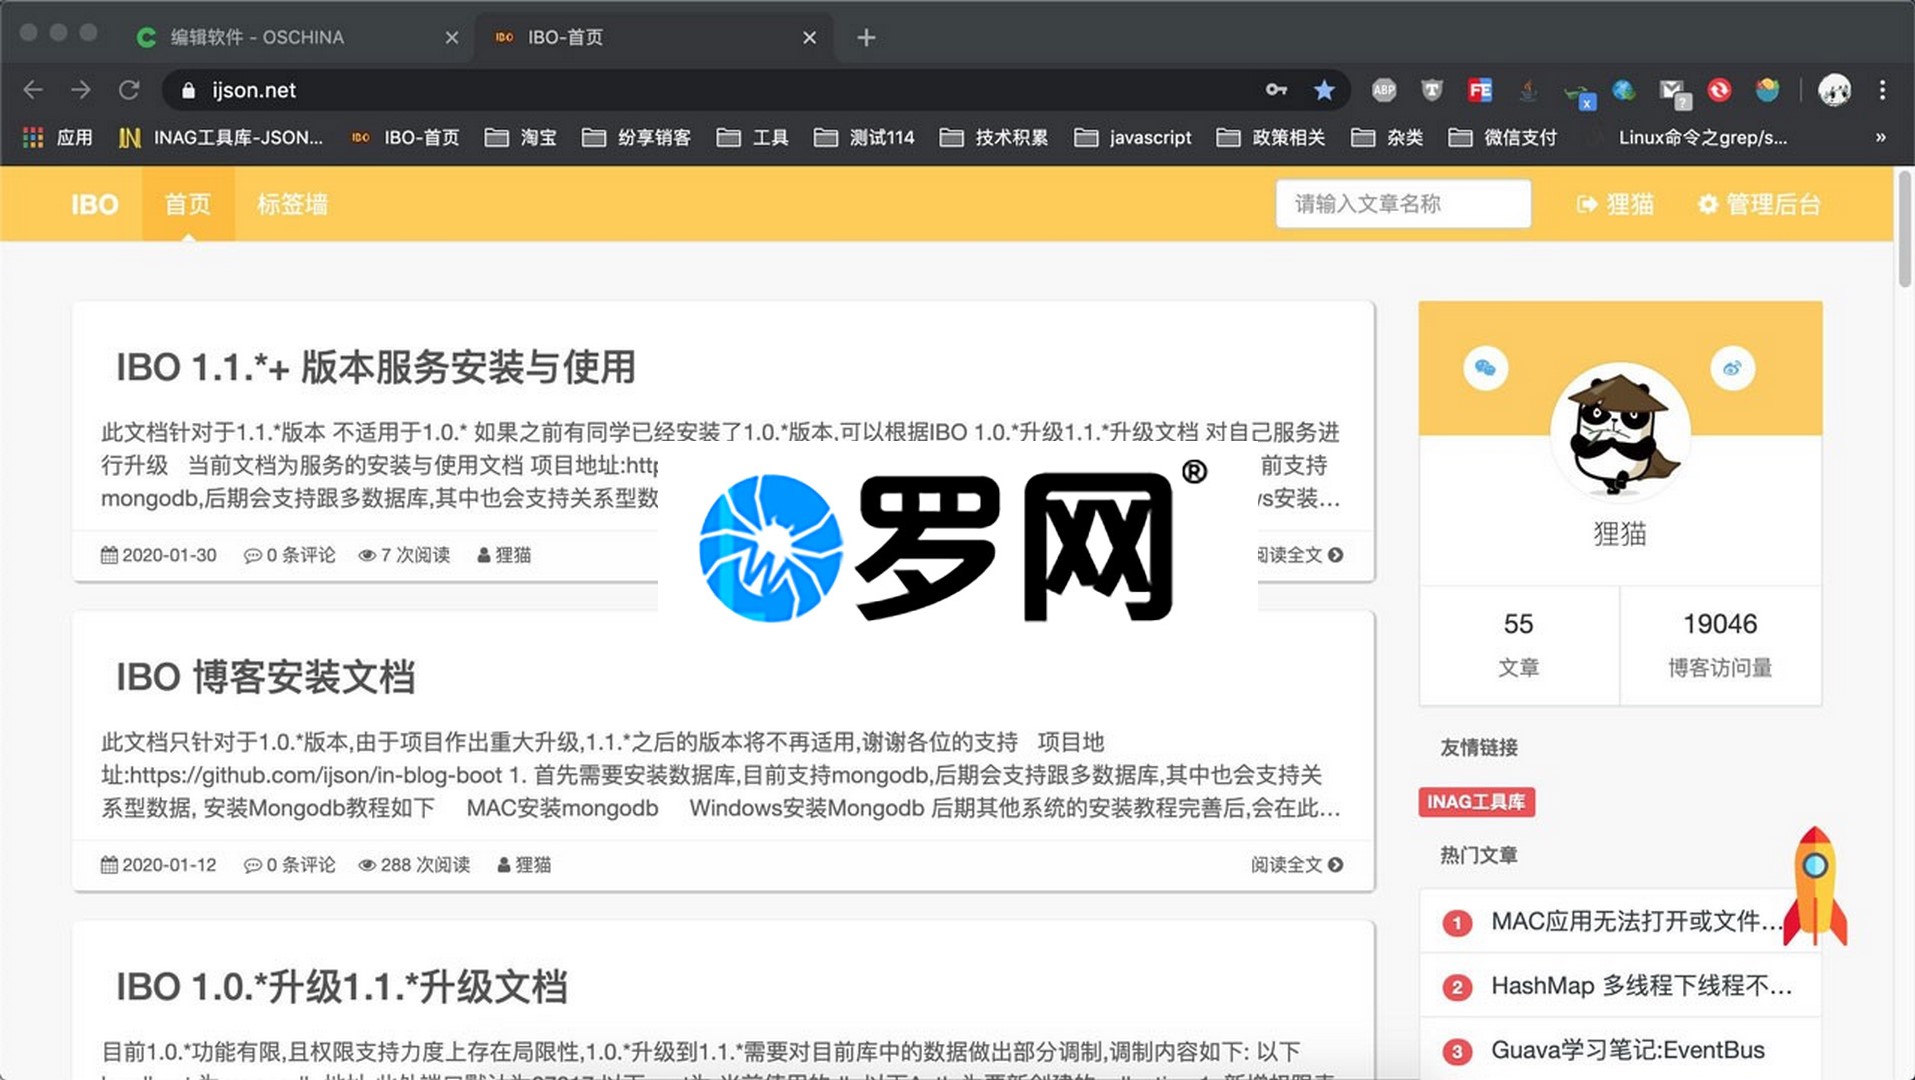 编辑软件 - OSCHINA
IBO-首页
ijson.net
应用 INAG工具库-JSON... IBO-首页 淘宝 纷享销客 工具 测试114 技术积累 javascript 政策相关 杂类 微信支付 Linux命令之grep/s... »
IBO 首页 标签墙 请输入文章名称 狸猫 管理后台
IBO 1.1.*+ 版本服务安装与使用
此文档针对于1.1.*版本 不适用于1.0.* 如果之前有同学已经安装了1.0.*版本,可以根据IBO 1.0.*升级1.1.*升级文档 对自己服务进
行升级 当前文档为服务的安装与使用文档 项目地址:http 前支持
mongodb,后期会支持跟多数据库,其中也会支持关系型数 安装...
2020-01-30 0 条评论 7 次阅读 狸猫 阅读全文
罗网®
IBO 博客安装文档
此文档只针对于1.0.*版本,由于项目作出重大升级,1.1.*之后的版本将不再适用,谢谢各位的支持 项目地
址:https://github.com/ijson/in-blog-boot 1. 首先需要安装数据库,目前支持mongodb,后期会支持跟多数据库,其中也会支持关
系型数据, 安装Mongodb教程如下 MAC安装mongodb Windows安装Mongodb 后期其他系统的安装教程完善后,会在此...
2020-01-12 0 条评论 288 次阅读 狸猫 阅读全文
IBO 1.0.*升级1.1.*升级文档
目前1.0.*功能有限,且权限支持力度上存在局限性,1.0.*升级到1.1.*需要对目前库中的数据做出部分调制,调制内容如下: 以下
狸猫
55
文章
19046
博客访问量
友情链接
INAG工具库
热门文章
1 MAC应用无法打开或文件...
2 HashMap 多线程下线程不...
3 Guava学习笔记:EventBus